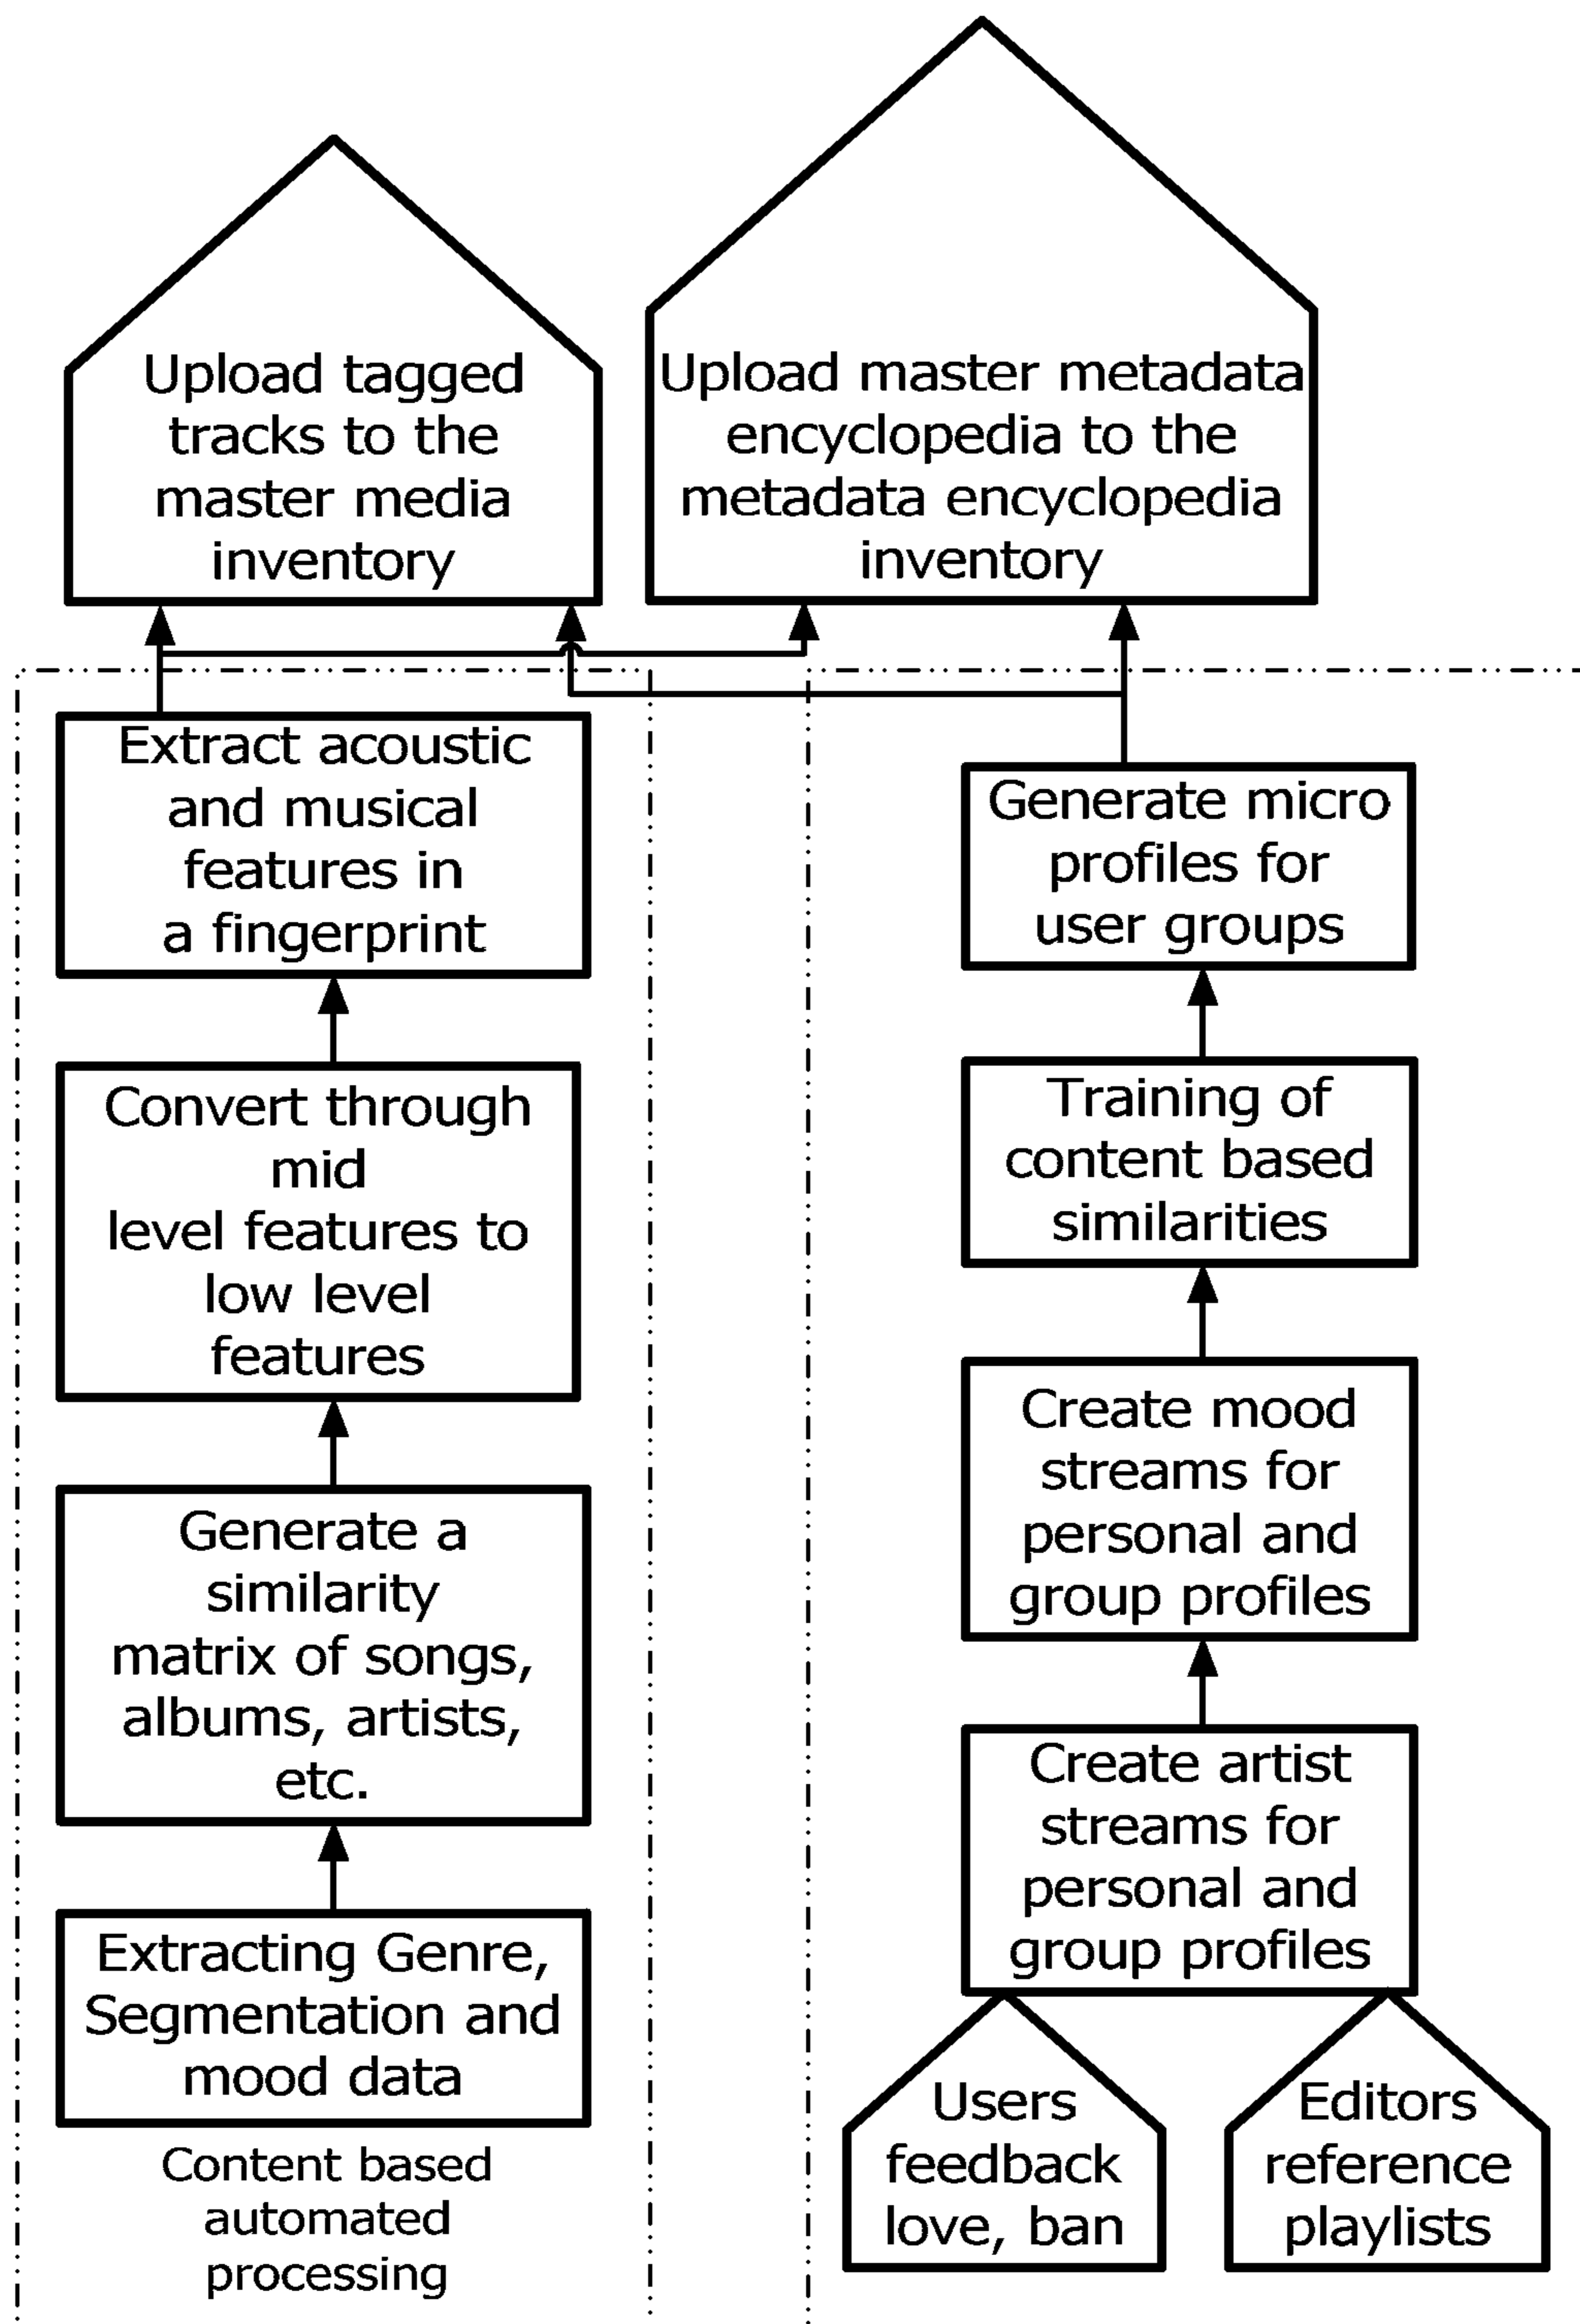 Upload tagged
tracks to the
master media
inventory
Upload master metadata
encyclopedia to the
metadata encyclopedia
inventory
Extract acoustic
and musical
features in
a fingerprint
Convert through
mid
level features to
low level
features
Generate a
similarity
matrix of songs,
albums, artists,
etc.
Extracting Genre,
Segmentation and
mood data
Content based
automated
processing
Generate micro
profiles for
user groups
Training of
content based
similarities
Create mood
streams for
personal and
group profiles
Create artist
streams for
personal and
group profiles
Users
feedback
love, ban
Editors
reference
playlists